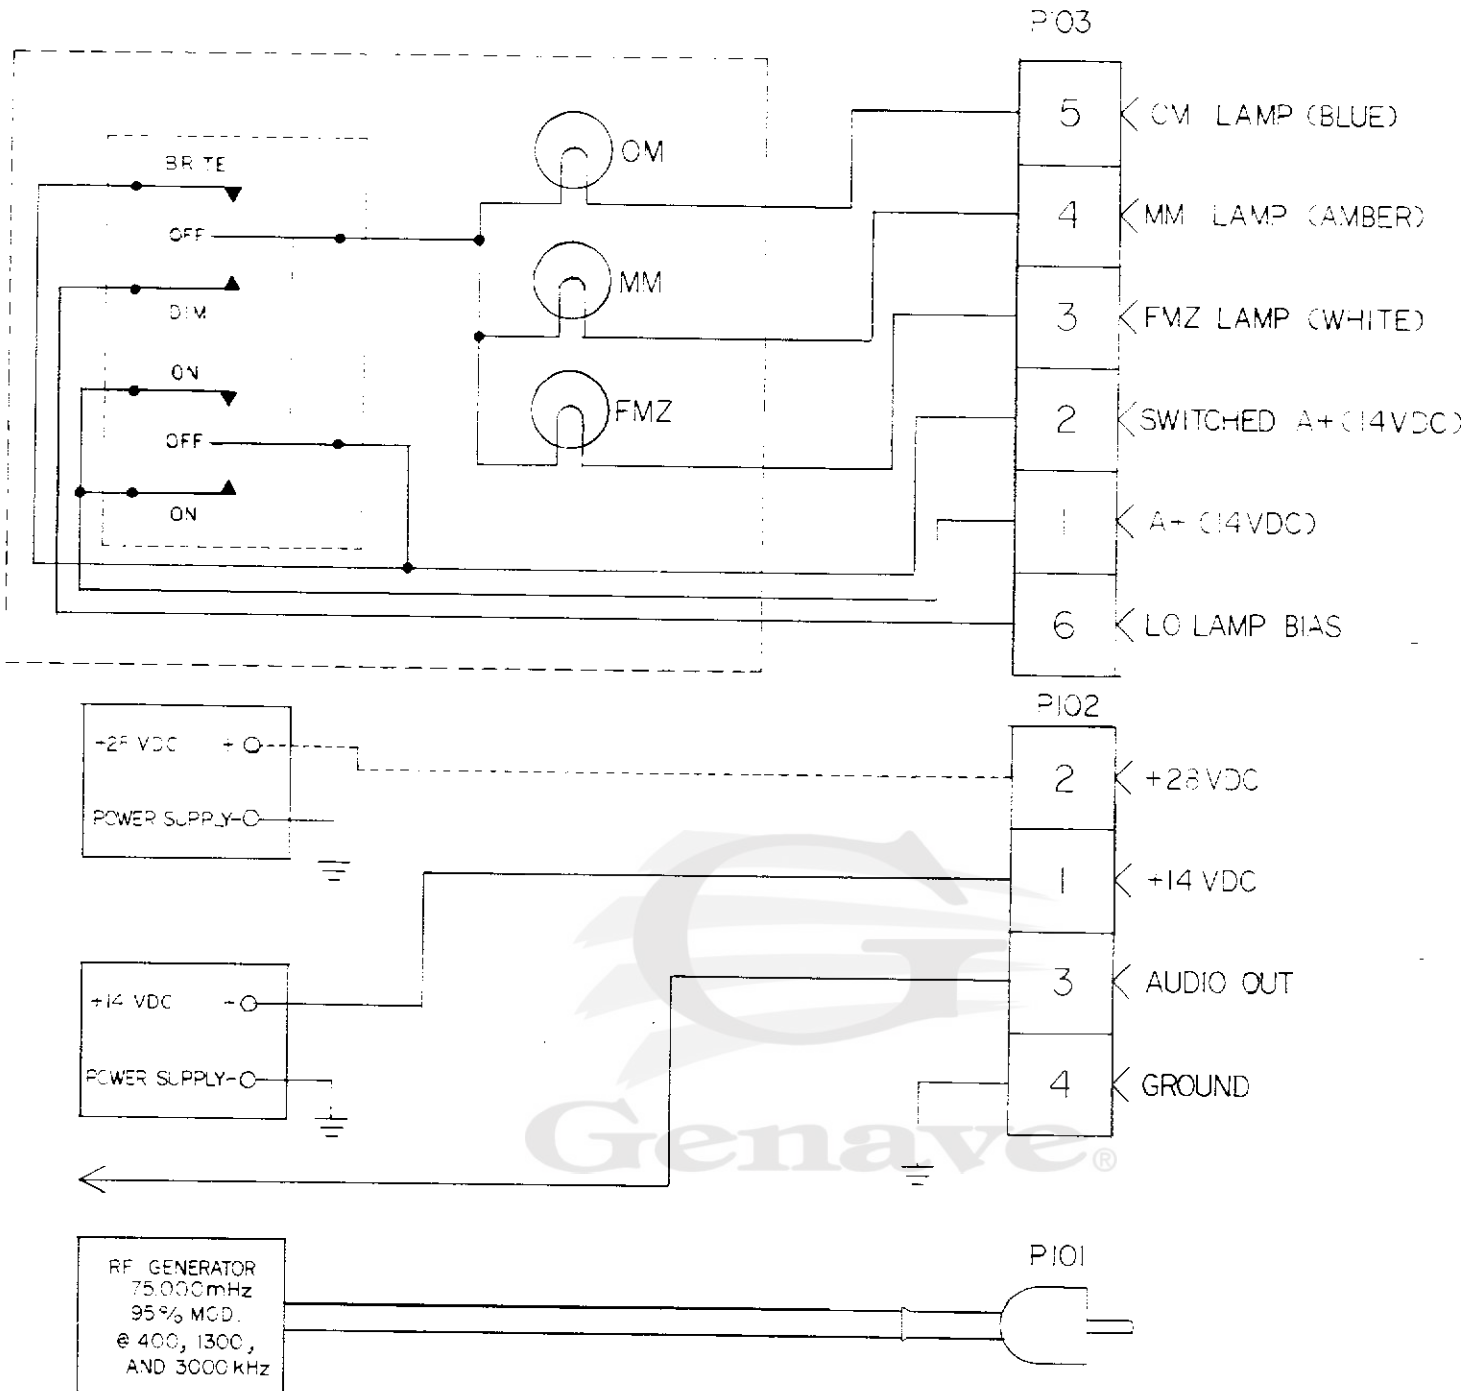 P103
5 OM LAMP (BLUE)
BRITE
OM
4 MM LAMP (AMBER)
OFF
MM
DIM
3 FMZ LAMP (WHITE)
ON
FMZ
2 SWITCHED A+ (14VDC)
OFF
ON
1 A+ (14VDC)
6 LO LAMP BIAS
P102
+28 VDC +
2 +28VDC
POWER SUPPLY -
1 +14 VDC
+14 VDC -
3 AUDIO OUT
POWER SUPPLY -
4 GROUND
Genave®
P101
RF GENERATOR
75.000mHz
95% MOD.
@ 400, 1300,
AND 3000 kHz